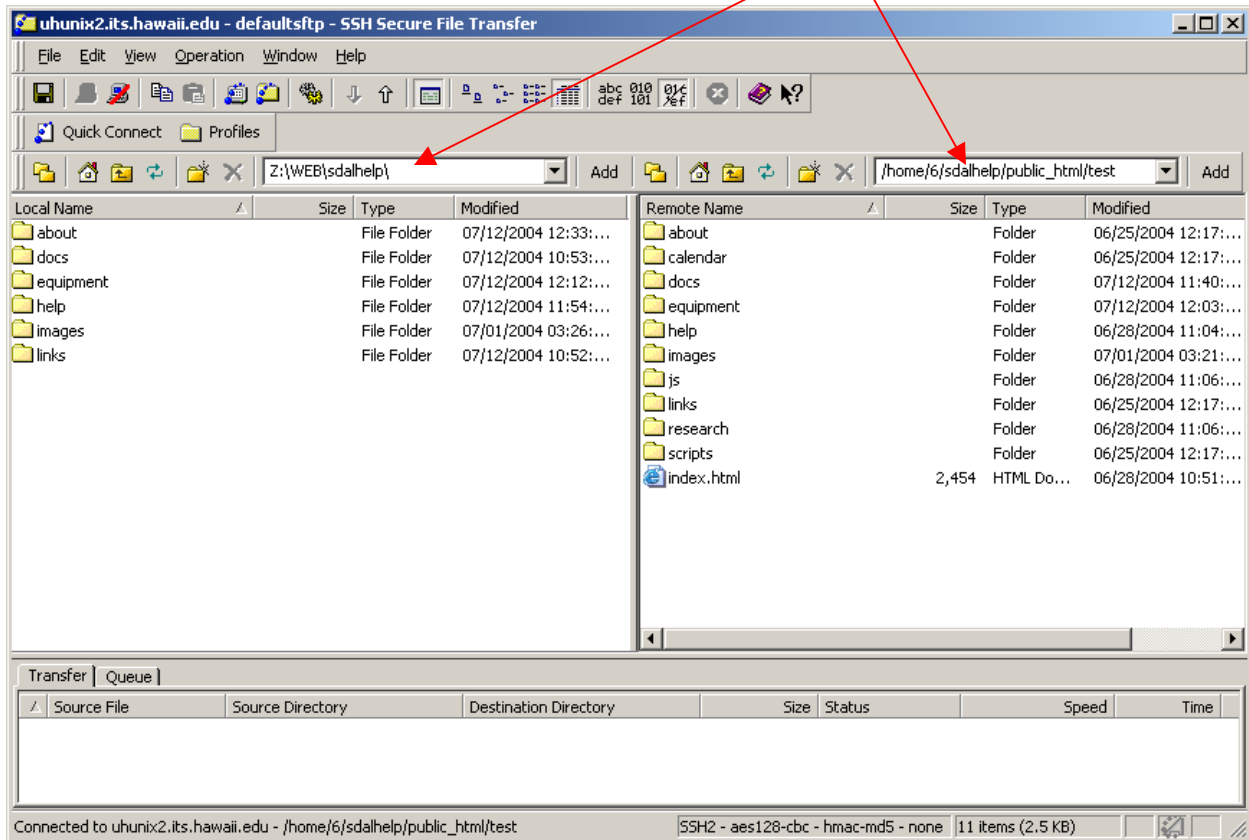 uhunix2.its.hawaii.edu - defaultsftp - SSH Secure File Transfer
File Edit View Operation Window Help
abc def 010 101
Quick Connect Profiles
Z:\WEB\sdalhelp\ Add /home/6/sdalhelp/public_html/test Add
Local Name Size Type Modified
about File Folder 07/12/2004 12:33:...
docs File Folder 07/12/2004 10:53:...
equipment File Folder 07/12/2004 12:12:...
help File Folder 07/12/2004 11:54:...
images File Folder 07/01/2004 03:26:...
links File Folder 07/12/2004 10:52:...
Remote Name Size Type Modified
about Folder 06/25/2004 12:17:...
calendar Folder 06/25/2004 12:17:...
docs Folder 07/12/2004 11:40:...
equipment Folder 07/12/2004 12:03:...
help Folder 06/28/2004 11:04:...
images Folder 07/01/2004 03:21:...
js Folder 06/28/2004 11:06:...
links Folder 06/25/2004 12:17:...
research Folder 06/28/2004 11:06:...
scripts Folder 06/25/2004 12:17:...
index.html 2,454 HTML Do... 06/28/2004 10:51:...
Transfer Queue
Source File Source Directory Destination Directory Size Status Speed Time
Connected to uhunix2.its.hawaii.edu - /home/6/sdalhelp/public_html/test SSH2 - aes128-cbc - hmac-md5 - none 11 items (2.5 KB)